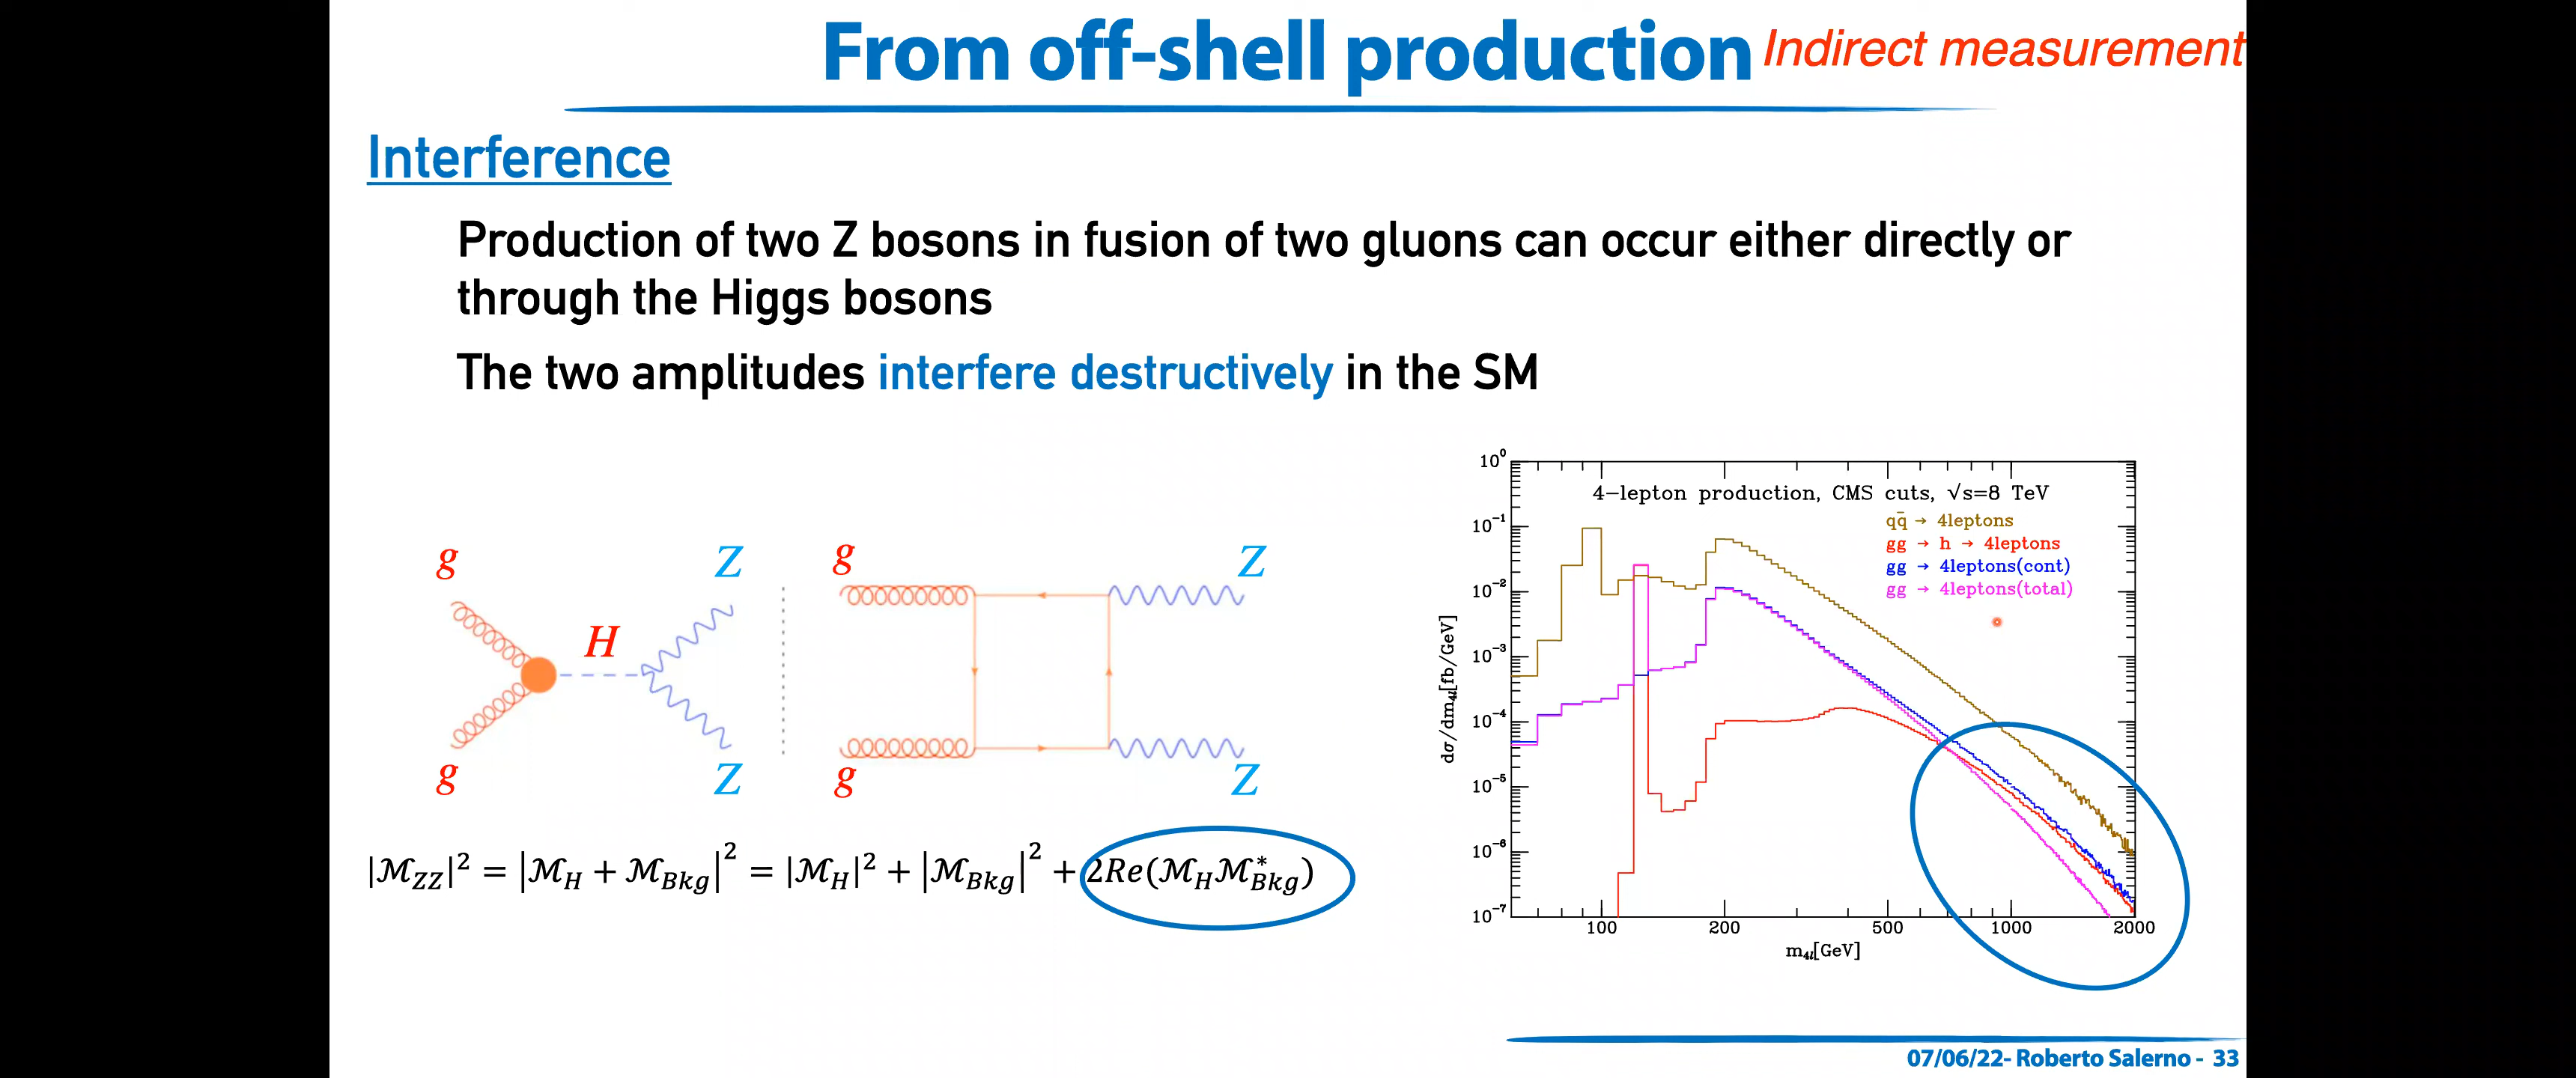 From off-shell production Indirect measurement
Interference
Production of two Z bosons in fusion of two gluons can occur either directly or
through the Higgs bosons
The two amplitudes interfere destructively in the SM
g
Z
H
g
Z
g
Z
g
Z
|ℳ_ZZ|² = |ℳ_H + ℳ_Bkg|² = |ℳ_H|² + |ℳ_Bkg|² + 2Re(ℳ_Hℳ*_Bkg)
4-lepton production, CMS cuts, √s=8 TeV
qq̄ → 4leptons
gg → h → 4leptons
gg → 4leptons(cont)
gg → 4leptons(total)
10⁰
10⁻¹
10⁻²
10⁻³
10⁻⁴
10⁻⁵
10⁻⁶
10⁻⁷
dσ/dm₄ₗ[fb/GeV]
100 200 500 1000 2000
m₄ₗ[GeV]
07/06/22- Roberto Salerno - 33